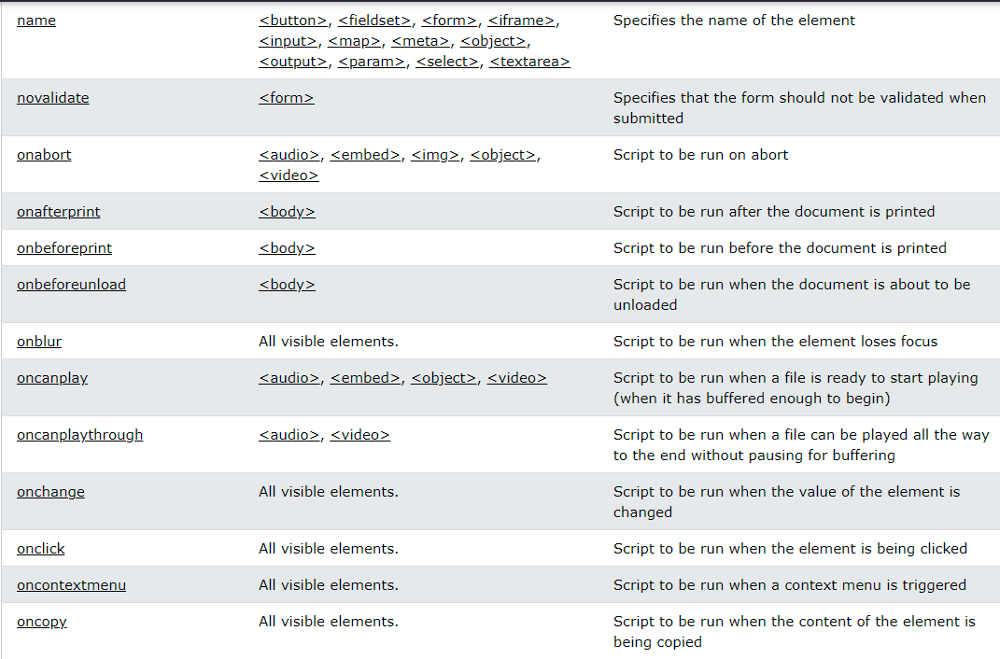 name <button>, <fieldset>, <form>, <iframe>, Specifies the name of the element
<input>, <map>, <meta>, <object>,
<output>, <param>, <select>, <textarea>
novalidate <form> Specifies that the form should not be validated when
submitted
onabort <audio>, <embed>, <img>, <object>, Script to be run on abort
<video>
onafterprint <body> Script to be run after the document is printed
onbeforeprint <body> Script to be run before the document is printed
onbeforeunload <body> Script to be run when the document is about to be
unloaded
onblur All visible elements. Script to be run when the element loses focus
oncanplay <audio>, <embed>, <object>, <video> Script to be run when a file is ready to start playing
(when it has buffered enough to begin)
oncanplaythrough <audio>, <video> Script to be run when a file can be played all the way
to the end without pausing for buffering
onchange All visible elements. Script to be run when the value of the element is
changed
onclick All visible elements. Script to be run when the element is being clicked
oncontextmenu All visible elements. Script to be run when a context menu is triggered
oncopy All visible elements. Script to be run when the content of the element is
being copied